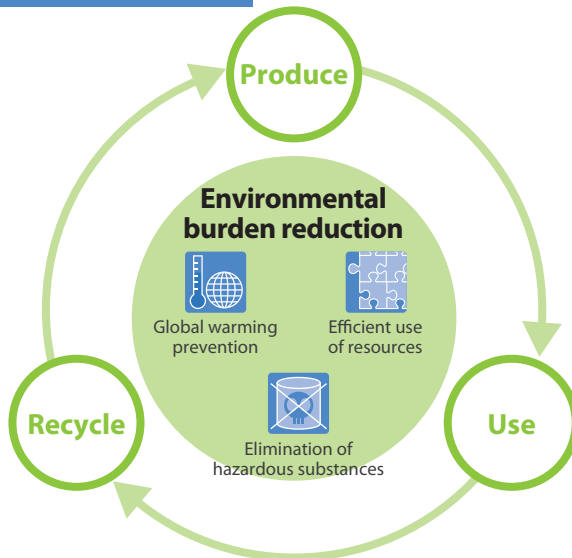 Produce
Environmental
burden reduction
Global warming
prevention
Efficient use
of resources
Recycle
Use
Elimination of
hazardous substances